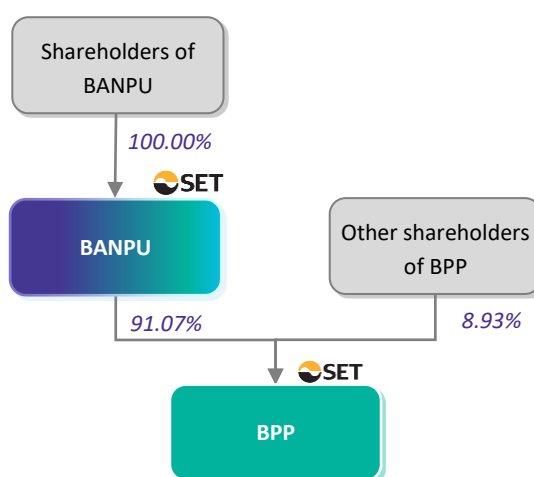 Shareholders of
BANPU
100.00%
SET
BANPU
Other shareholders
of BPP
91.07%
8.93%
SET
BPP